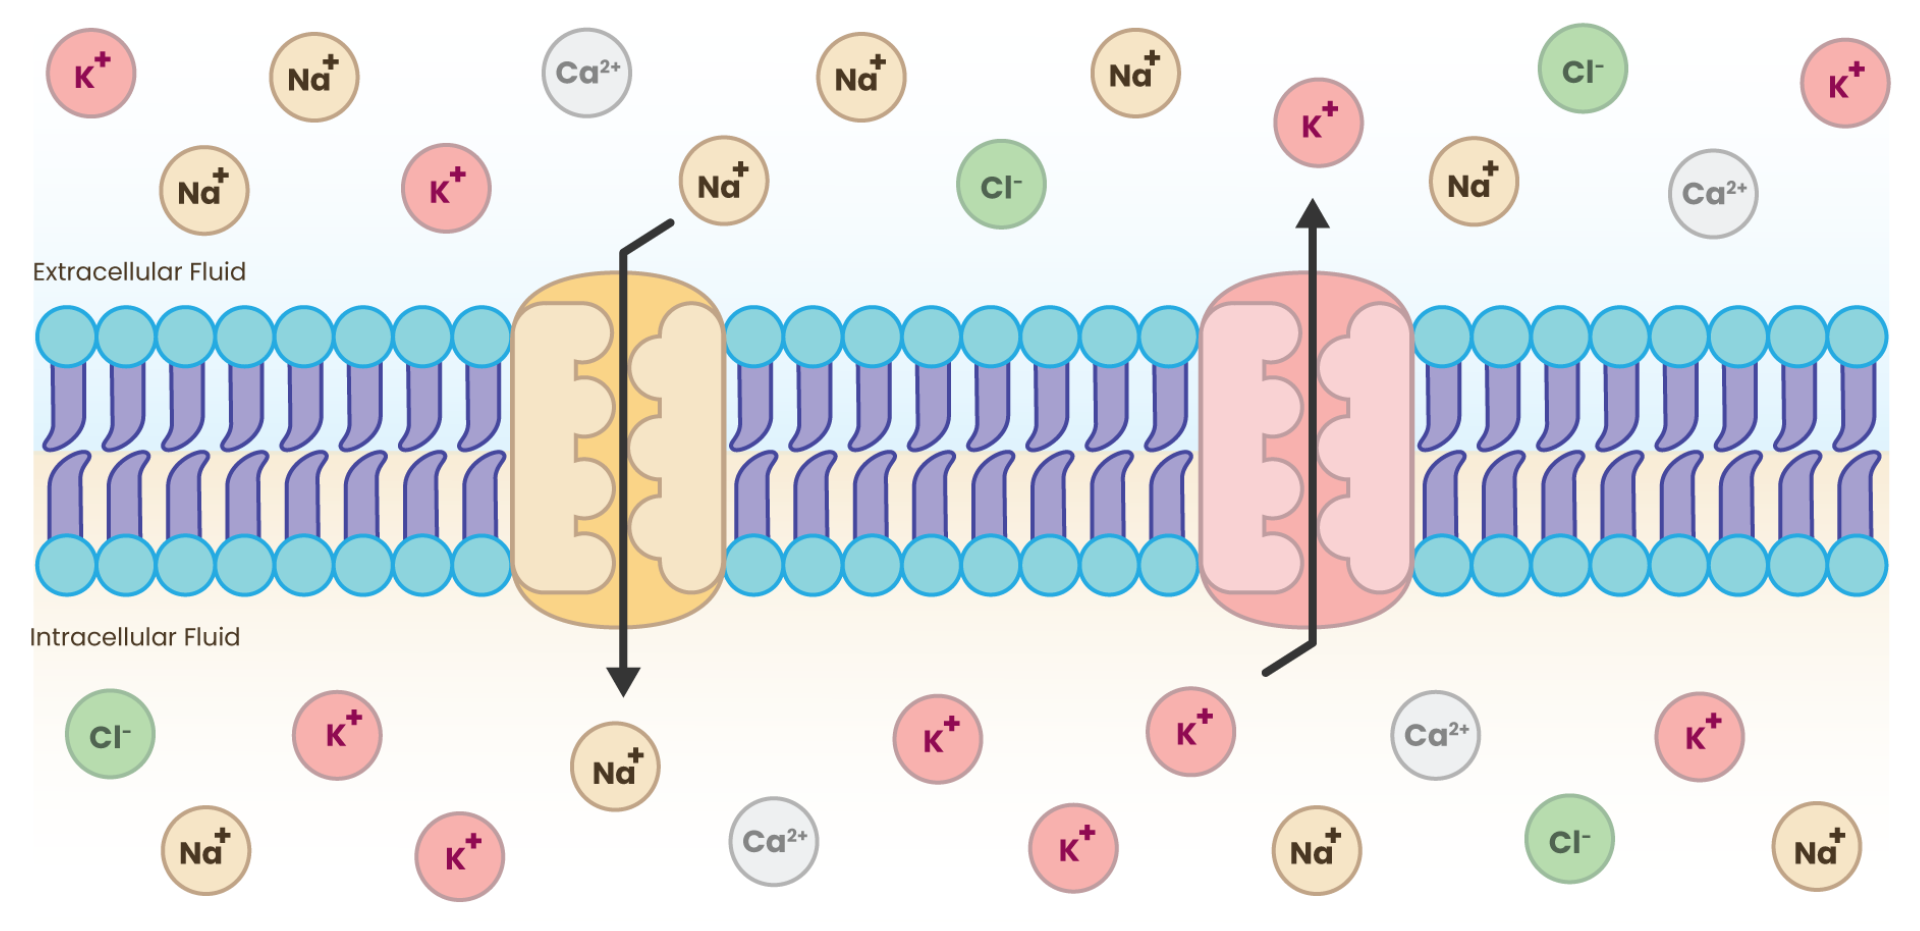 K+
Na+
Ca2+
Na+
Na+
K+
Cl-
K+
Na+
K+
Na+
Cl-
Na+
Ca2+
Extracellular Fluid
Intracellular Fluid
Cl-
K+
Na+
K+
K+
Ca2+
K+
Na+
K+
Ca2+
K+
Na+
Cl-
Na+